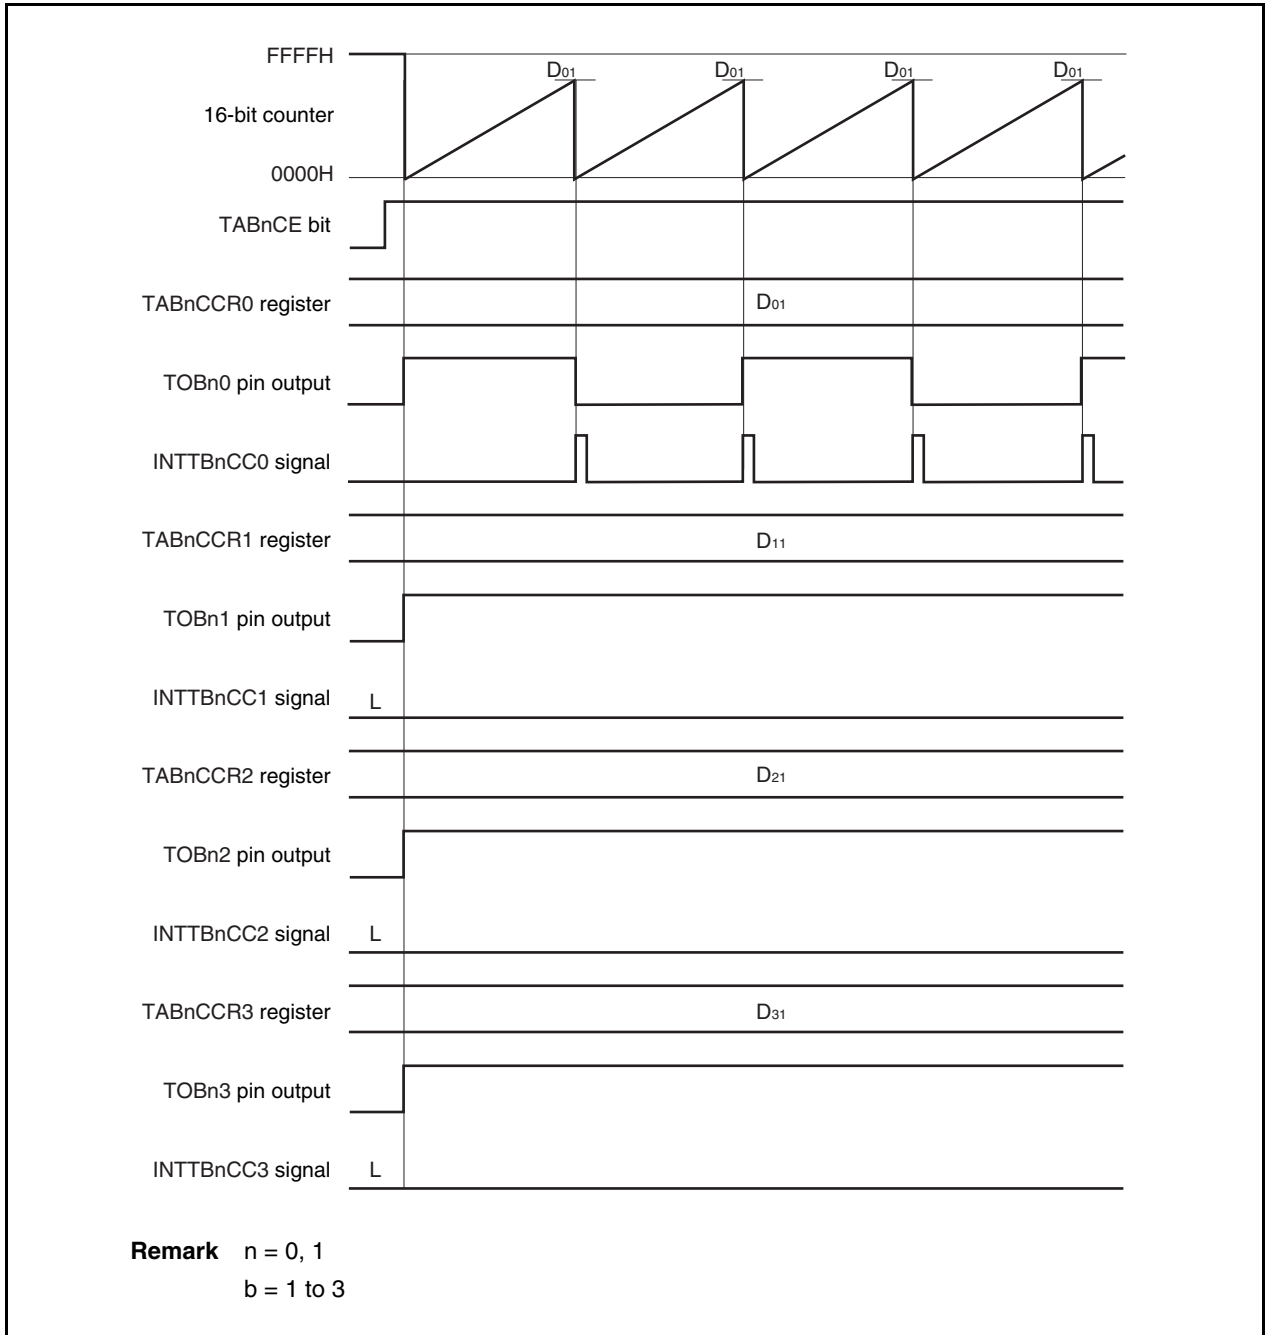 FFFFH
D01 D01 D01 D01
16-bit counter
0000H
TABnCE bit
TABnCCR0 register D01
TOBn0 pin output
INTTBnCC0 signal
TABnCCR1 register D11
TOBn1 pin output
INTTBnCC1 signal L
TABnCCR2 register D21
TOBn2 pin output
INTTBnCC2 signal L
TABnCCR3 register D31
TOBn3 pin output
INTTBnCC3 signal L
Remark n = 0, 1
b = 1 to 3